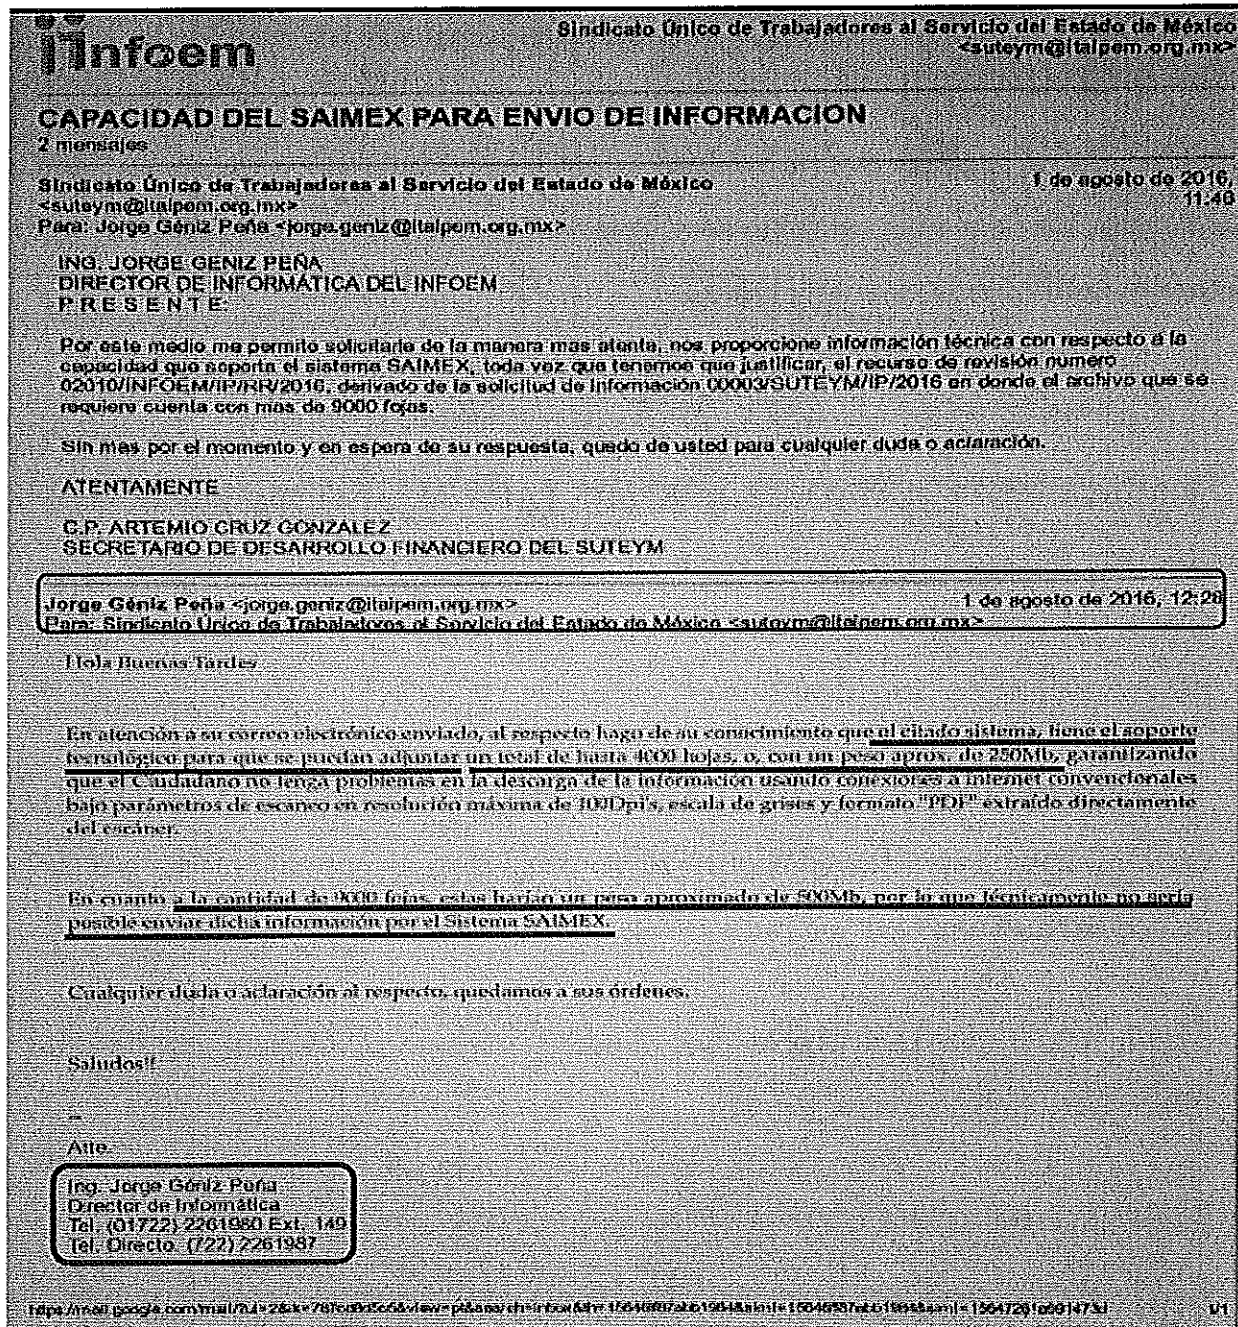 infoem
Sindicato Único de Trabajadores al Servicio del Estado de México
<suteym@itaipem.org.mx>
CAPACIDAD DEL SAIMEX PARA ENVIO DE INFORMACION
2 mensajes
Sindicato Único de Trabajadores al Servicio del Estado de México
<suteym@itaipem.org.mx>
1 de agosto de 2016,
11:40
Para: Jorge Géniz Peña <jorge.geniz@itaipem.org.mx>
ING. JORGE GENIZ PEÑA
DIRECTOR DE INFORMÁTICA DEL INFOEM
P R E S E N T E
Por este medio me permito solicitarle de la manera mas atenta, nos proporcione información técnica con respecto a la
capacidad que soporta el sistema SAIMEX, toda vez que tenemos que justificar, el recurso de revisión numero
02010/INFOEM/IP/RR/2016, derivado de la solicitud de información 00003/SUTEYM/IP/2016 en donde el archivo que se
requiere cuenta con mas de 9000 fojas.
Sin mas por el momento y en espera de su respuesta, quedo de usted para cualquier duda o aclaración.
ATENTAMENTE
C.P. ARTEMIO CRUZ GONZALEZ
SECRETARIO DE DESARROLLO FINANCIERO DEL SUTEYM
Jorge Géniz Peña <jorge.geniz@itaipem.org.mx>
1 de agosto de 2016, 12:20
Para: Sindicato Único de Trabajadores al Servicio del Estado de México <suteym@itaipem.org.mx>
Hola Buenas Tardes
En atención a su correo electrónico enviado, al respecto hago de su conocimiento que el citado sistema, tiene el soporte
tecnológico para que se puedan adjuntar un total de hasta 4000 hojas, o, con un peso aprox. de 250Mb, garantizando
que el Ciudadano no tenga problemas en la descarga de la información usando conexiones a internet convencionales
bajo parámetros de escaneo en resolución máxima de 100Dpi's, escala de grises y formato "PDF" extraído directamente
del escáner.
En cuanto a la cantidad de 9000 fojas, estas harían un peso aproximado de 500Mb, por lo que técnicamente no sería
posible enviar dicha información por el Sistema SAIMEX.
Cualquier duda o aclaración al respecto, quedamos a sus órdenes.
Saludos!!
--
Atte.
Ing. Jorge Géniz Peña
Director de Informática
Tel. (01722) 2261980 Ext. 149
Tel. Directo. (722) 2261987
1/1